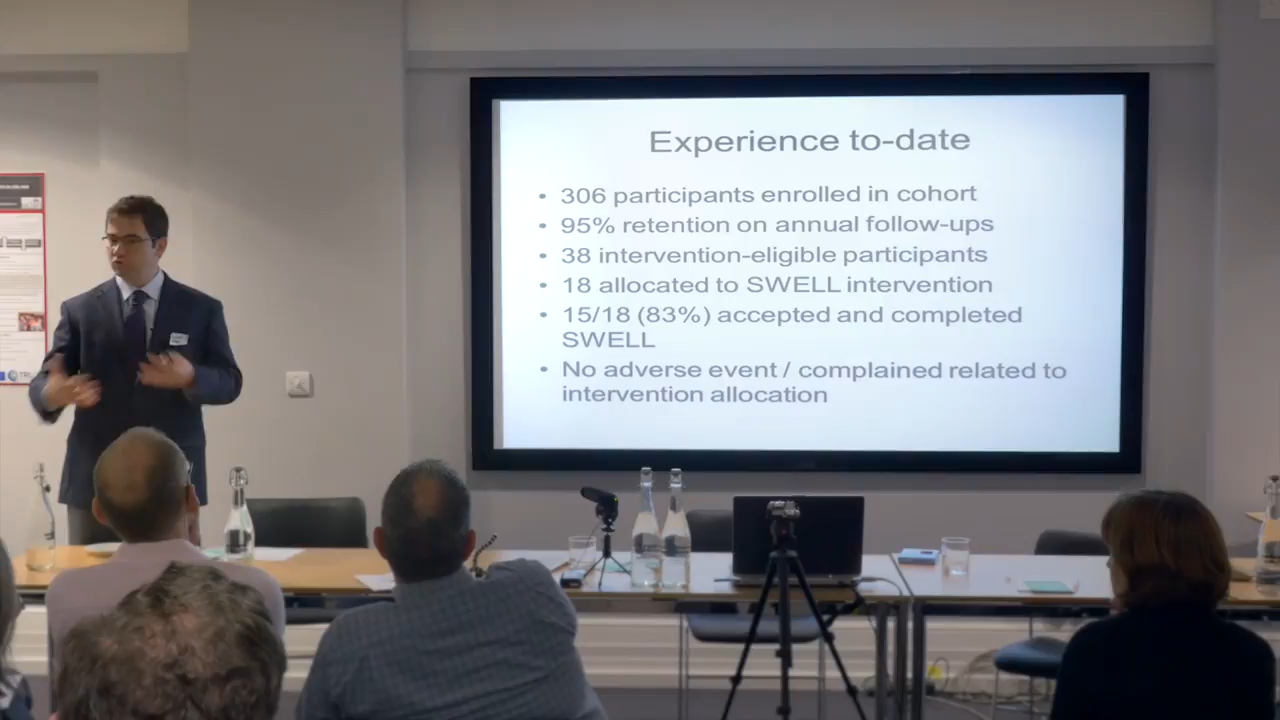 Experience to-date
• 306 participants enrolled in cohort
• 95% retention on annual follow-ups
• 38 intervention-eligible participants
• 18 allocated to SWELL intervention
• 15/18 (83%) accepted and completed
SWELL
• No adverse event / complained related to
intervention allocation